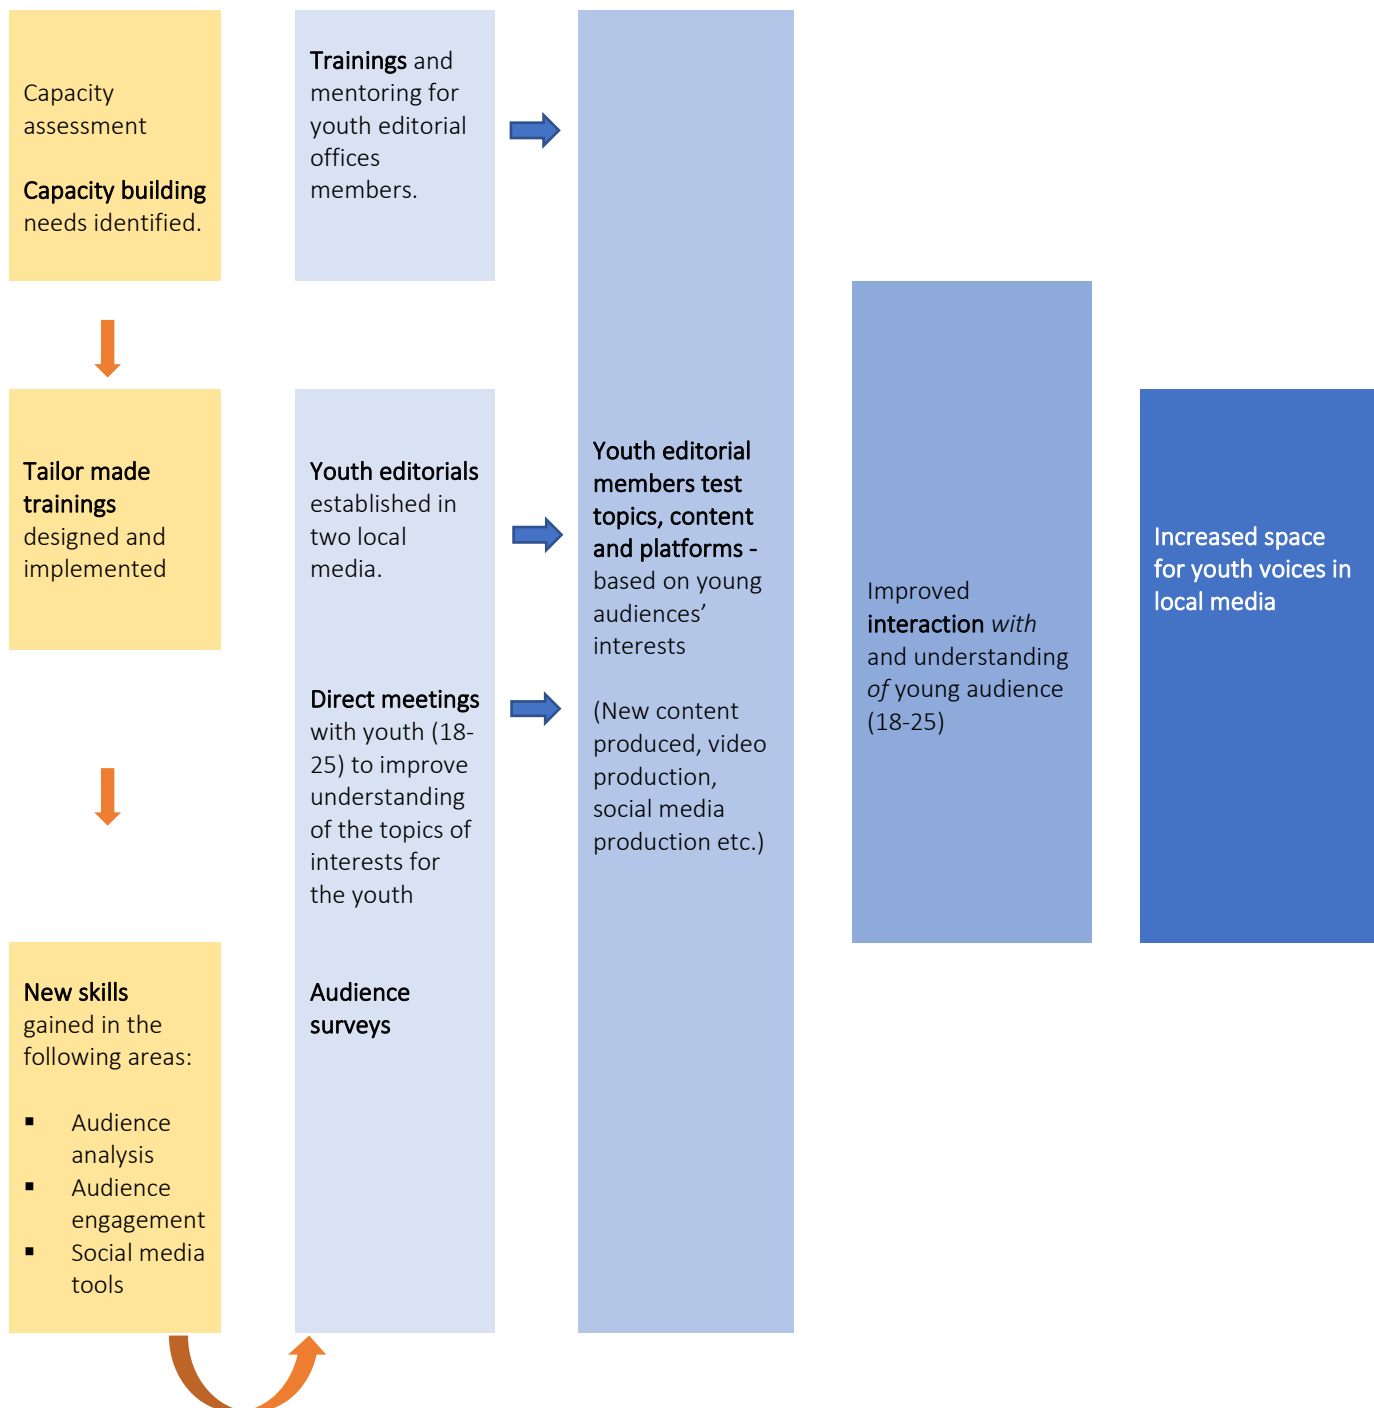 Capacity
assessment
Capacity building
needs identified.
Tailor made
trainings
designed and
implemented
New skills
gained in the
following areas:
▪ Audience
analysis
▪ Audience
engagement
▪ Social media
tools
Trainings and
mentoring for
youth editorial
offices
members.
Youth editorials
established in
two local
media.
Direct meetings
with youth (18-
25) to improve
understanding
of the topics of
interests for
the youth
Audience
surveys
Youth editorial
members test
topics, content
and platforms -
based on young
audiences’
interests
(New content
produced, video
production,
social media
production etc.)
Improved
interaction with
and understanding
of young audience
(18-25)
Increased space
for youth voices in
local media